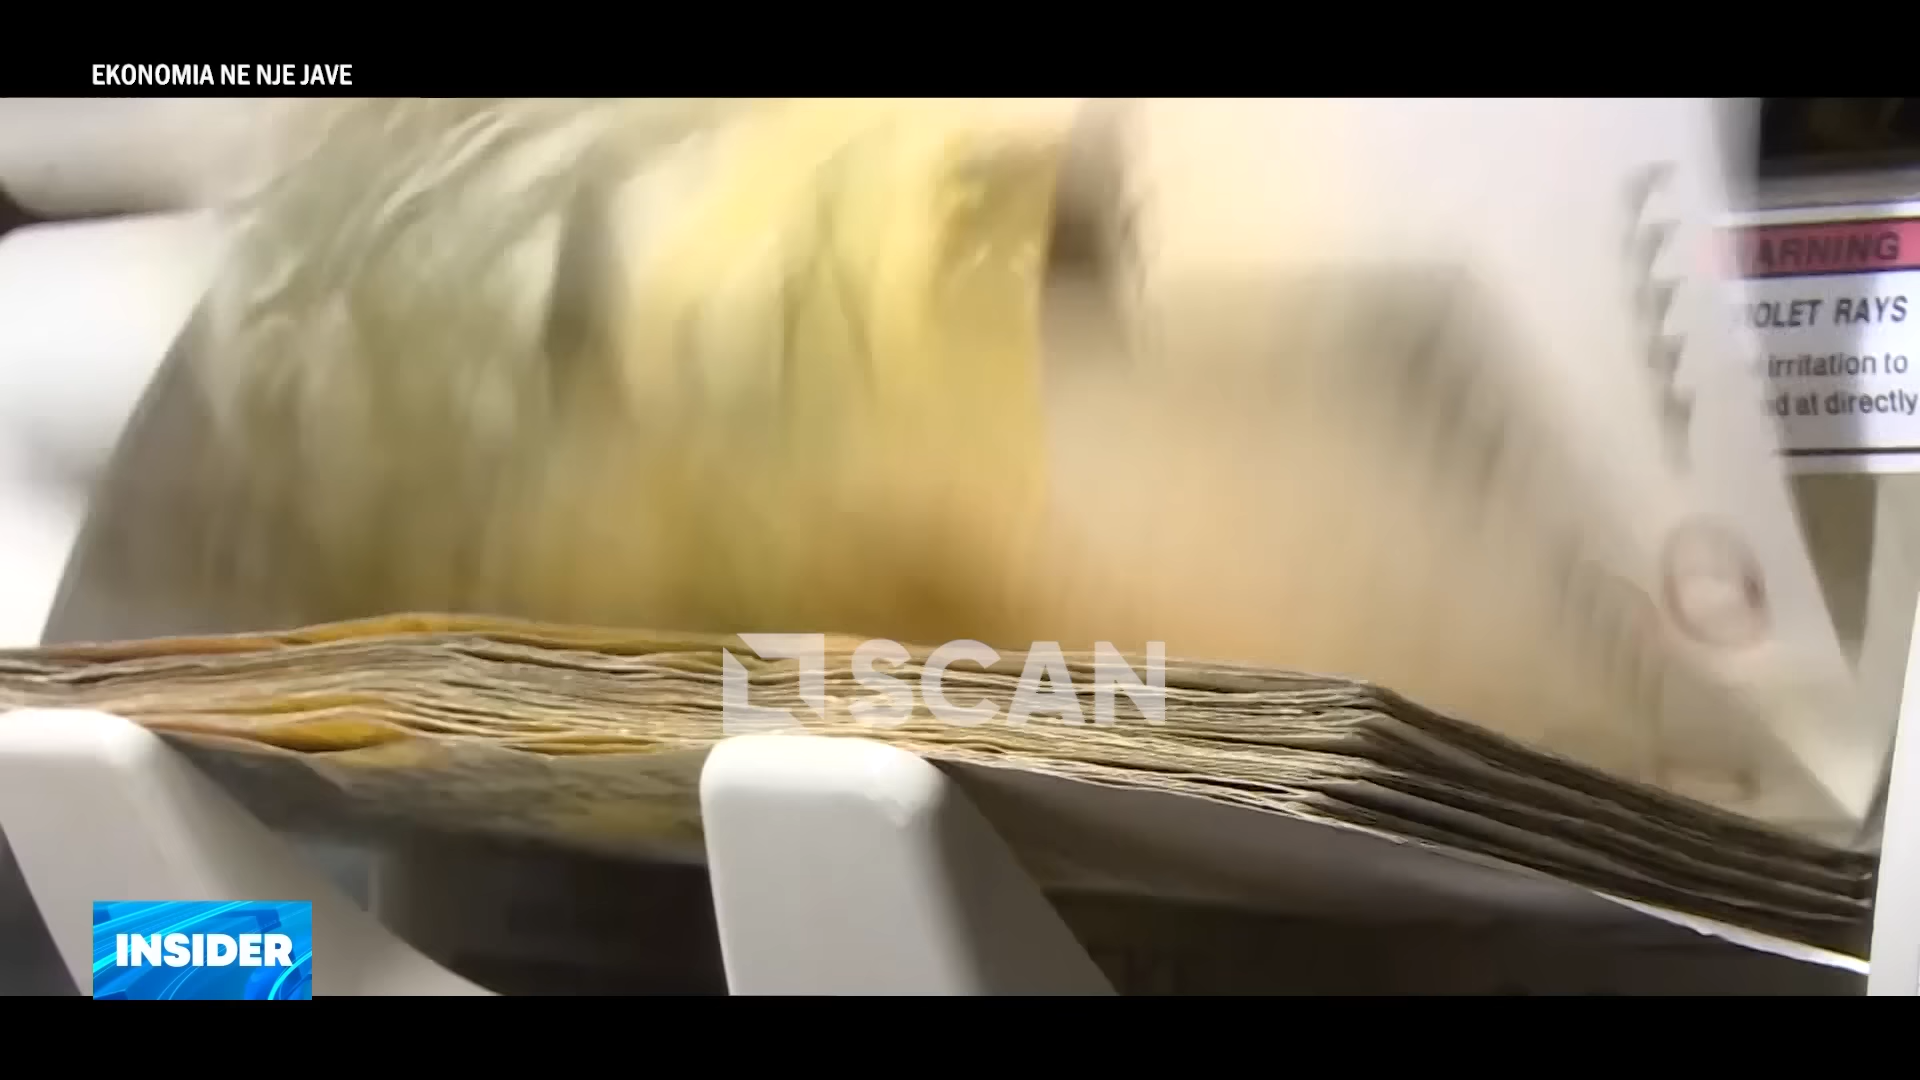 EKONOMIA NE NJE JAVE
ARNING
OLET RAYS
irritation to
d at directly
SCAN
INSIDER